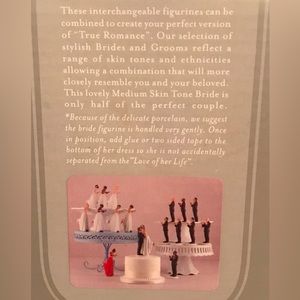 These interchangeable figurines can be
combined to create your perfect version
of "True Romance". Our selection of
stylish Brides and Grooms reflect a
range of skin tones and ethnicities
allowing a combination that will more
closely resemble you and your beloved.
This lovely Medium Skin Tone Bride is
only half of the perfect couple.
*Because of the delicate porcelain, we suggest
the bride figurine is handled very gently. Once
in position, add glue or two sided tape to the
bottom of her dress so she is not accidentally
separated from the"Love of her Life".